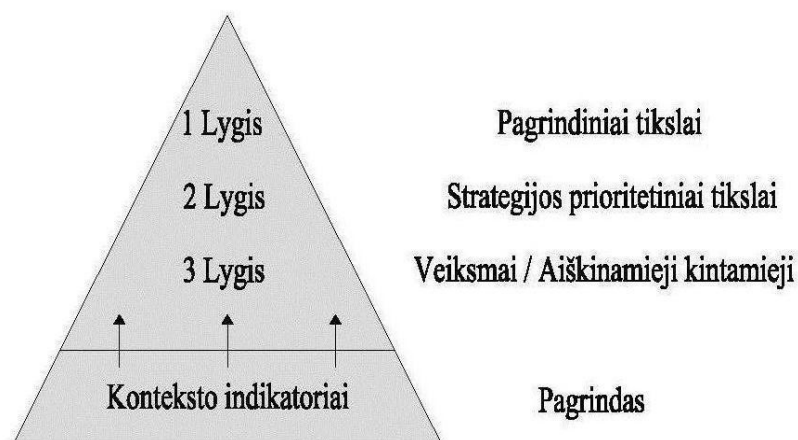 1 Lygis Pagrindiniai tikslai
2 Lygis Strategijos prioritetiniai tikslai
3 Lygis Veiksmai / Aiškinamieji kintamieji
Konteksto indikatoriai Pagrindas